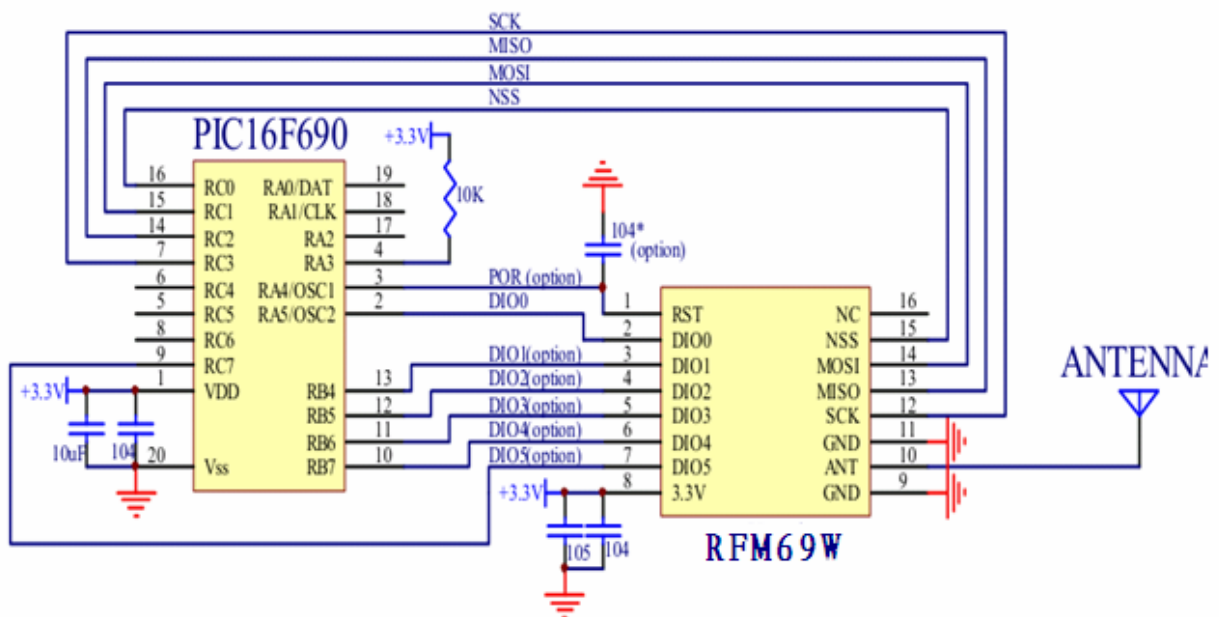 SCK
MISO
MOSI
NSS
PIC16F690
+3.3V
10K
16 RC0 RA0/DAT 19
15 RC1 RA1/CLK 18
14 RC2 RA2 17
7 RC3 RA3 4
6 RC4 RA4/OSC1 3
5 RC5 RA5/OSC2 2
8 RC6
9 RC7
1 VDD RB4 13
RB5 12
RB6 11
20 Vss RB7 10
+3.3V
10uF 104
104*
(option)
POR (option)
DIO0
DIO1(option)
DIO2(option)
DIO3(option)
DIO4(option)
DIO5(option)
1 RST NC 16
2 DIO0 NSS 15
3 DIO1 MOSI 14
4 DIO2 MISO 13
5 DIO3 SCK 12
6 DIO4 GND 11
7 DIO5 ANT 10
8 3.3V GND 9
+3.3V
105 104
RFM69W
ANTENNA